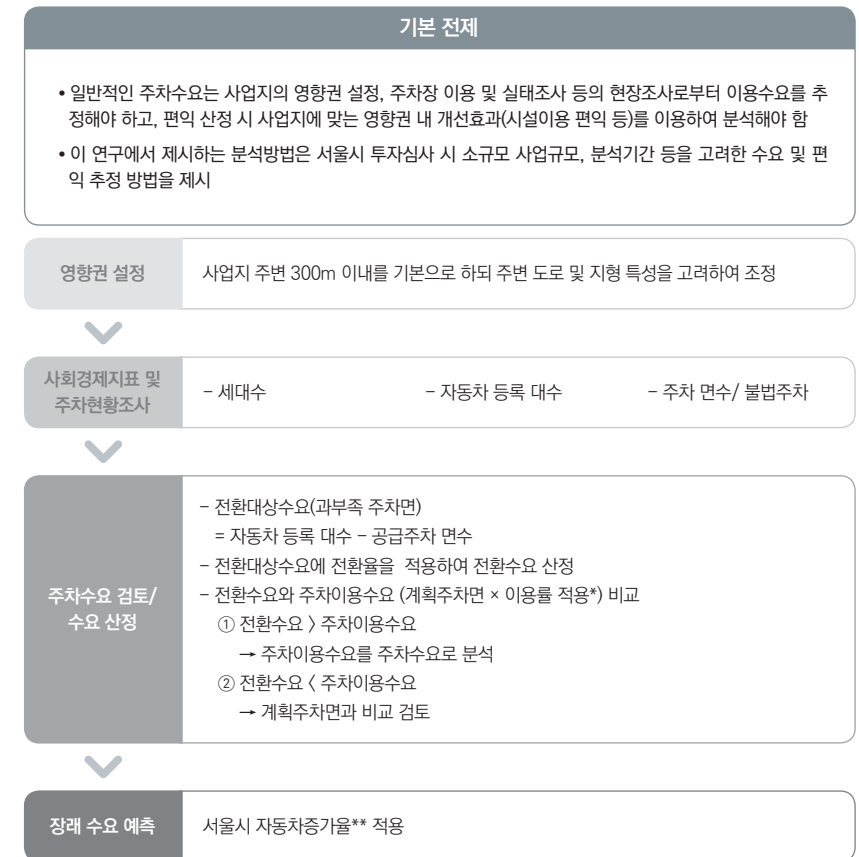 기본 전제
• 일반적인 주차수요는 사업지의 영향권 설정, 주차장 이용 및 실태조사 등의 현장조사로부터 이용수요를 추
정해야 하고, 편익 산정 시 사업지에 맞는 영향권 내 개선효과(시설이용 편익 등)를 이용하여 분석해야 함
• 이 연구에서 제시하는 분석방법은 서울시 투자심사 시 소규모 사업규모, 분석기간 등을 고려한 수요 및 편
익 추정 방법을 제시
영향권 설정
사업지 주변 300m 이내를 기본으로 하되 주변 도로 및 지형 특성을 고려하여 조정
사회경제지표 및
주차현황조사
– 세대수 – 자동차 등록 대수 – 주차 면수/ 불법주차
주차수요 검토/
수요 산정
– 전환대상수요(과부족 주차면)
= 자동차 등록 대수 – 공급주차 면수
– 전환대상수요에 전환율을 적용하여 전환수요 산정
– 전환수요와 주차이용수요 (계획주차면 × 이용률 적용*) 비교
① 전환수요 〉 주차이용수요
→ 주차이용수요를 주차수요로 분석
② 전환수요 〈 주차이용수요
→ 계획주차면과 비교 검토
장래 수요 예측
서울시 자동차증가율** 적용